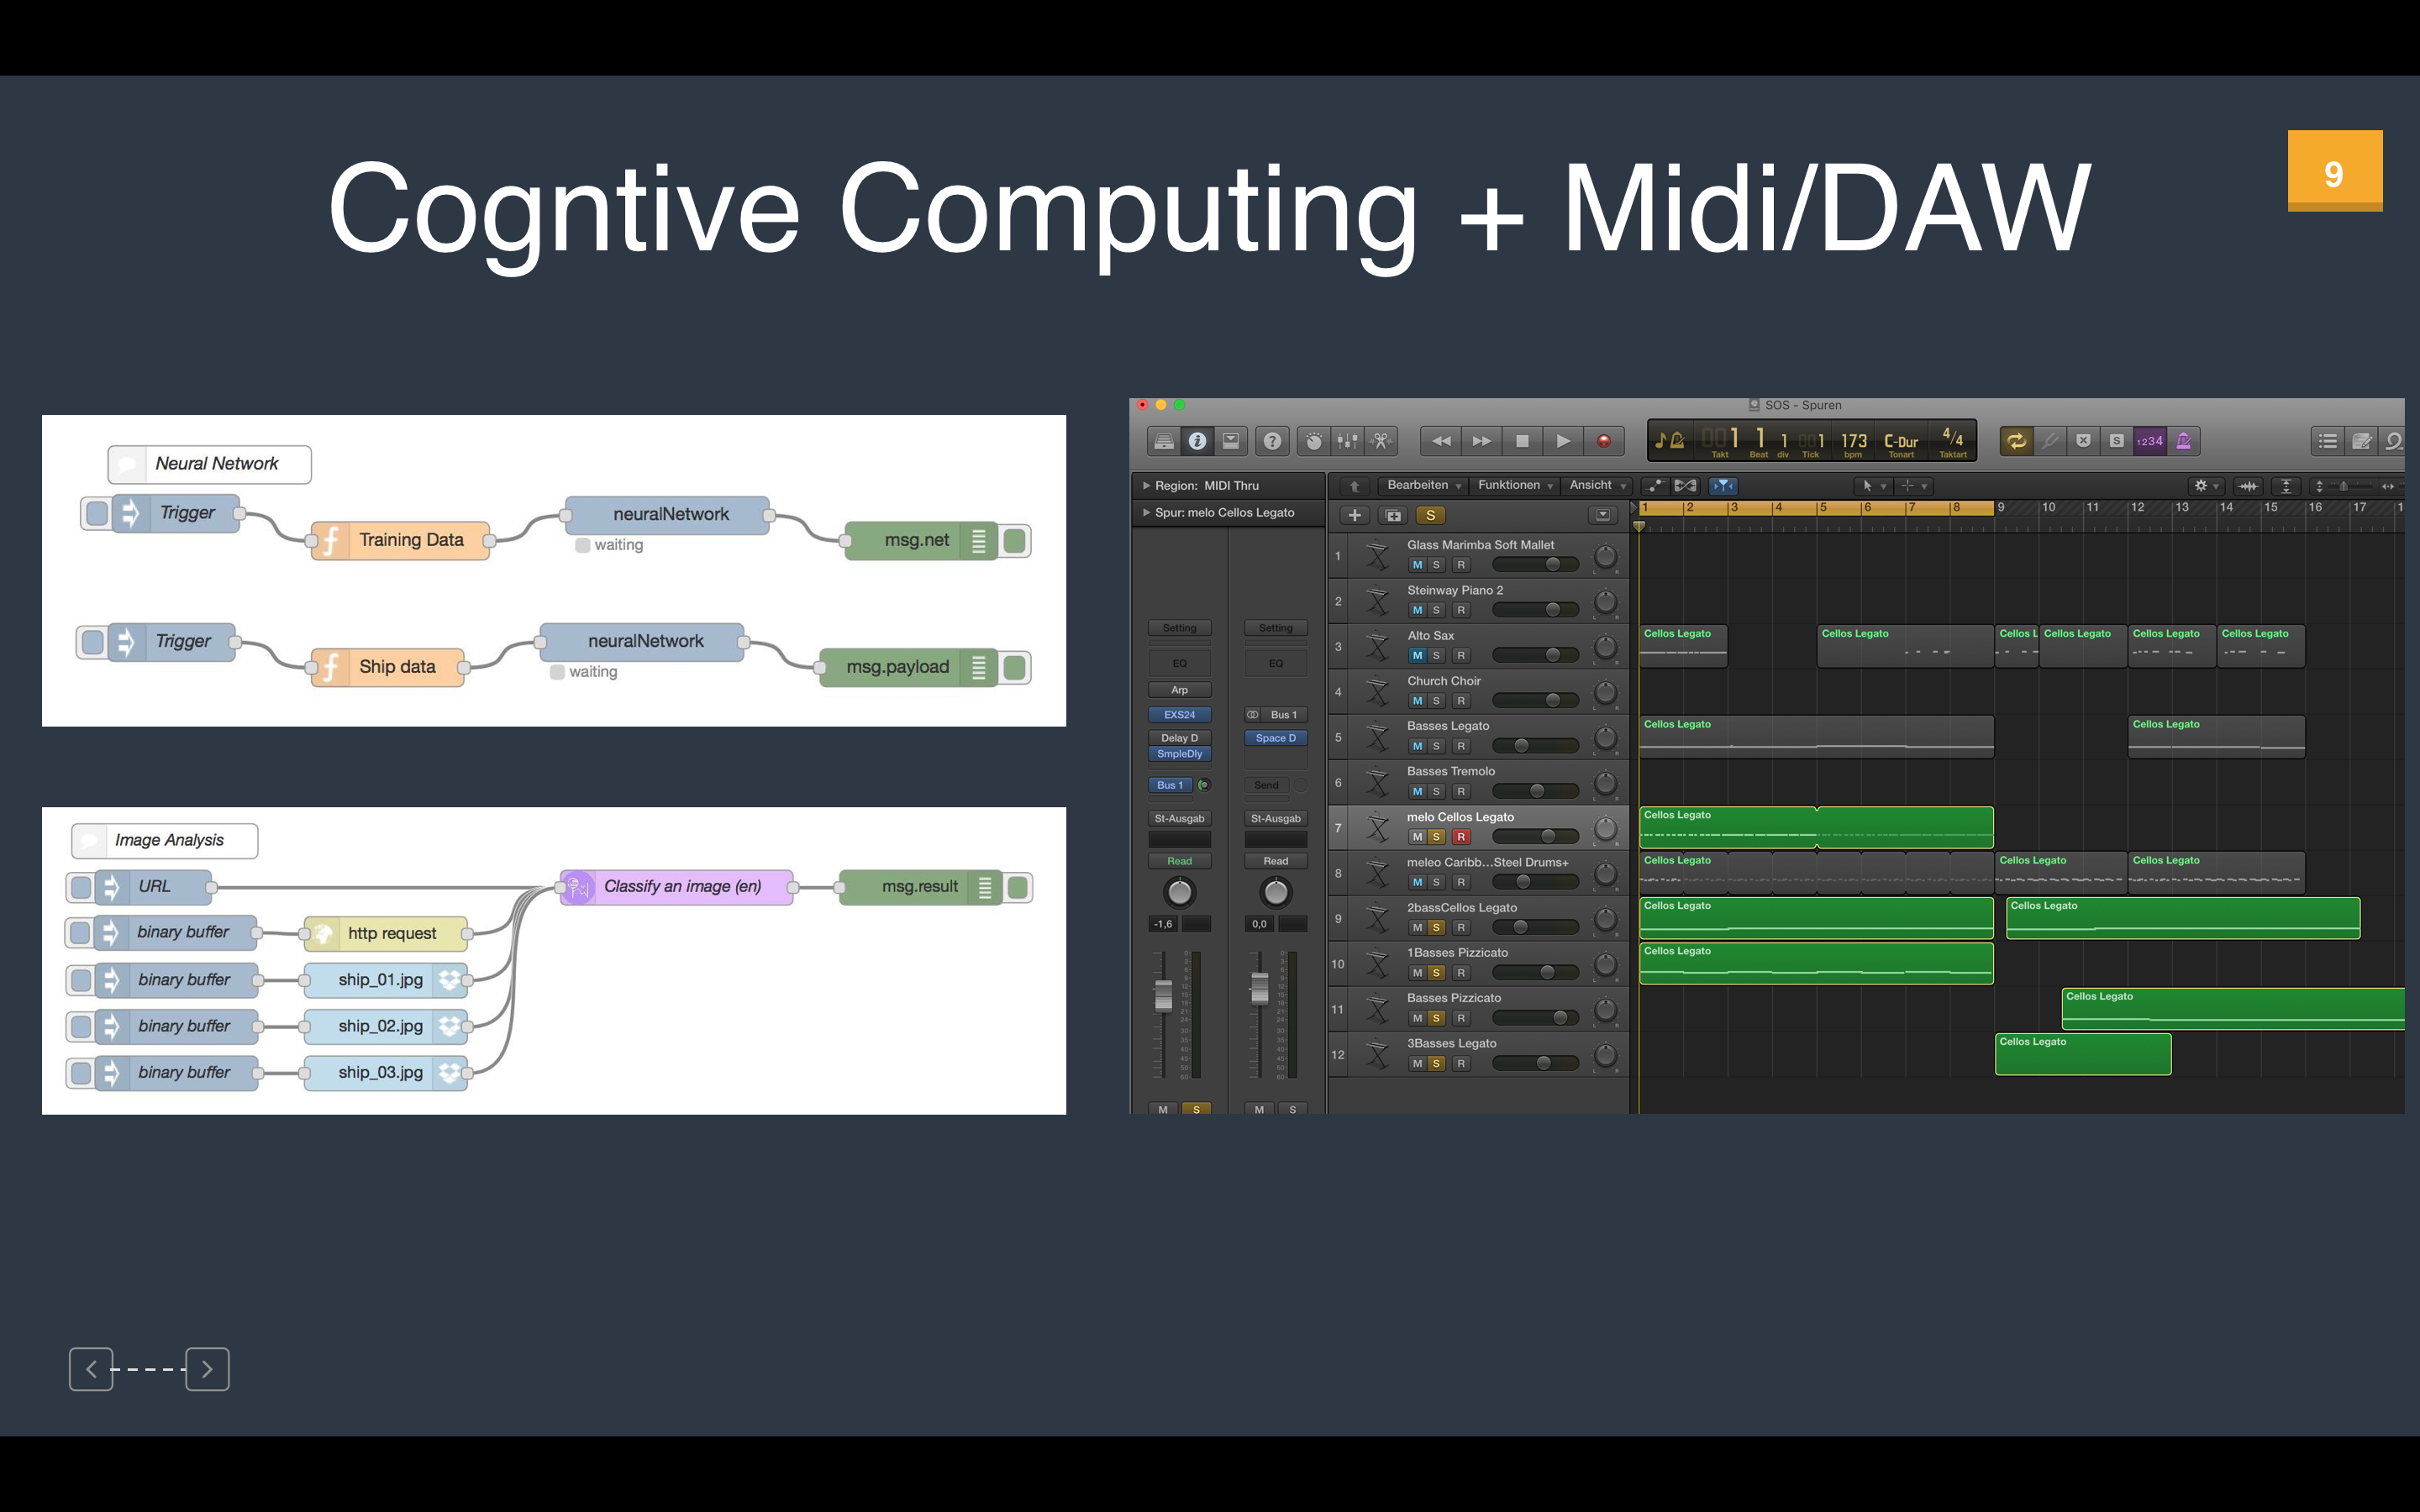 Cogntive Computing + Midi/DAW
9
Neural Network
Trigger
Training Data
neuralNetwork
waiting
msg.net
Trigger
Ship data
neuralNetwork
waiting
msg.payload
Image Analysis
URL
Classify an image (en)
msg.result
binary buffer
http request
binary buffer
ship_01.jpg
binary buffer
ship_02.jpg
binary buffer
ship_03.jpg
SOS - Spuren
001 1 1 001 173 C-Dur 4/4
Takt Beat div Tick bpm Tonart Taktart
S 1234
Region: MIDI Thru
Spur: melo Cellos Legato
Bearbeiten Funktionen Ansicht
S
1 2 3 4 5 6 7 8 9 10 11 12 13 14 15 16 17 1
Setting Setting
EQ EQ
Arp
EXS24 Bus 1
Delay D Space D
SmpleDly
Bus 1 Send
St-Ausgab St-Ausgab
Read Read
-1,6 0,0
M S M S
1 Glass Marimba Soft Mallet
M S R
2 Steinway Piano 2
M S R
3 Alto Sax
M S R
Cellos Legato Cellos Legato Cellos L Cellos Legato Cellos Legato Cellos Legato
4 Church Choir
M S R
5 Basses Legato
M S R
Cellos Legato Cellos Legato
6 Basses Tremolo
M S R
7 melo Cellos Legato
M S R
Cellos Legato
8 meleo Caribb...Steel Drums+
M S R
Cellos Legato Cellos Legato Cellos Legato
9 2bassCellos Legato
M S R
Cellos Legato Cellos Legato
10 1Basses Pizzicato
M S R
Cellos Legato
11 Basses Pizzicato
M S R
Cellos Legato
12 3Basses Legato
M S R
Cellos Legato